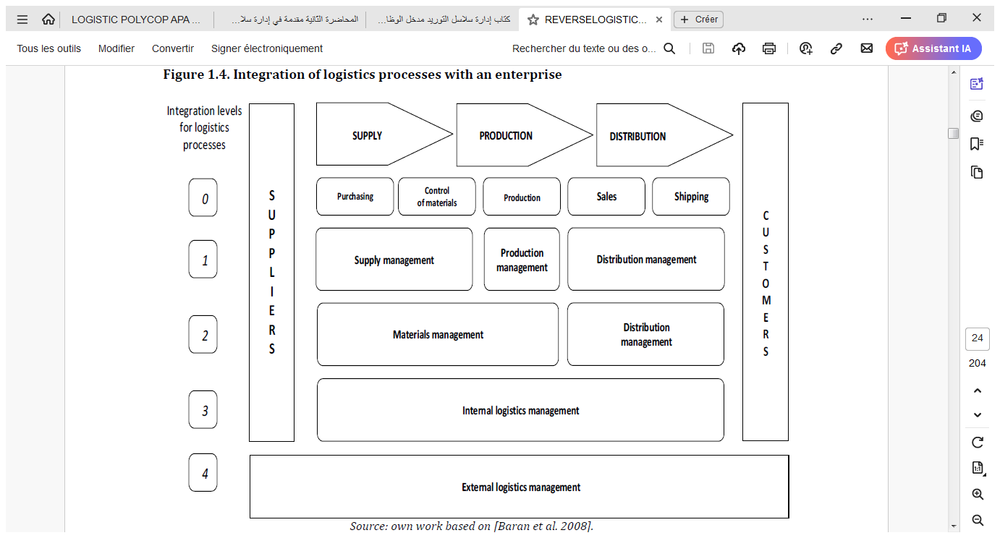 LOGISTIC POLYCOP APA ...
المحاضرة الثانية مقدمة في إدارة سلا...
كتاب إدارة سلاسل التوريد مدخل الوظا...
REVERSELOGISTIC...
Créer
Tous les outils
Modifier
Convertir
Signer électroniquement
Rechercher du texte ou des o...
Assistant IA
Figure 1.4. Integration of logistics processes with an enterprise
Integration levels
for logistics
processes
SUPPLIERS
SUPPLY
PRODUCTION
DISTRIBUTION
CUSTOMERS
0
Purchasing
Control
of materials
Production
Sales
Shipping
1
Supply management
Production
management
Distribution management
2
Materials management
Distribution
management
3
Internal logistics management
4
External logistics management
Source: own work based on [Baran et al. 2008].
24
204
1:1